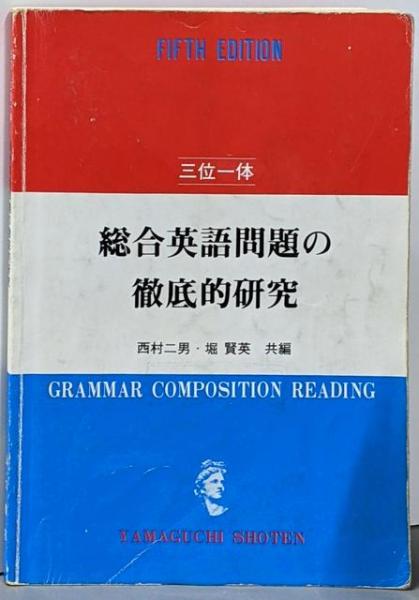 FIFTH EDITION
三位一体
総合英語問題の
徹底的研究
西村二男・堀 賢英 共編
GRAMMAR COMPOSITION READING
YAMAGUCHI SHOTEN